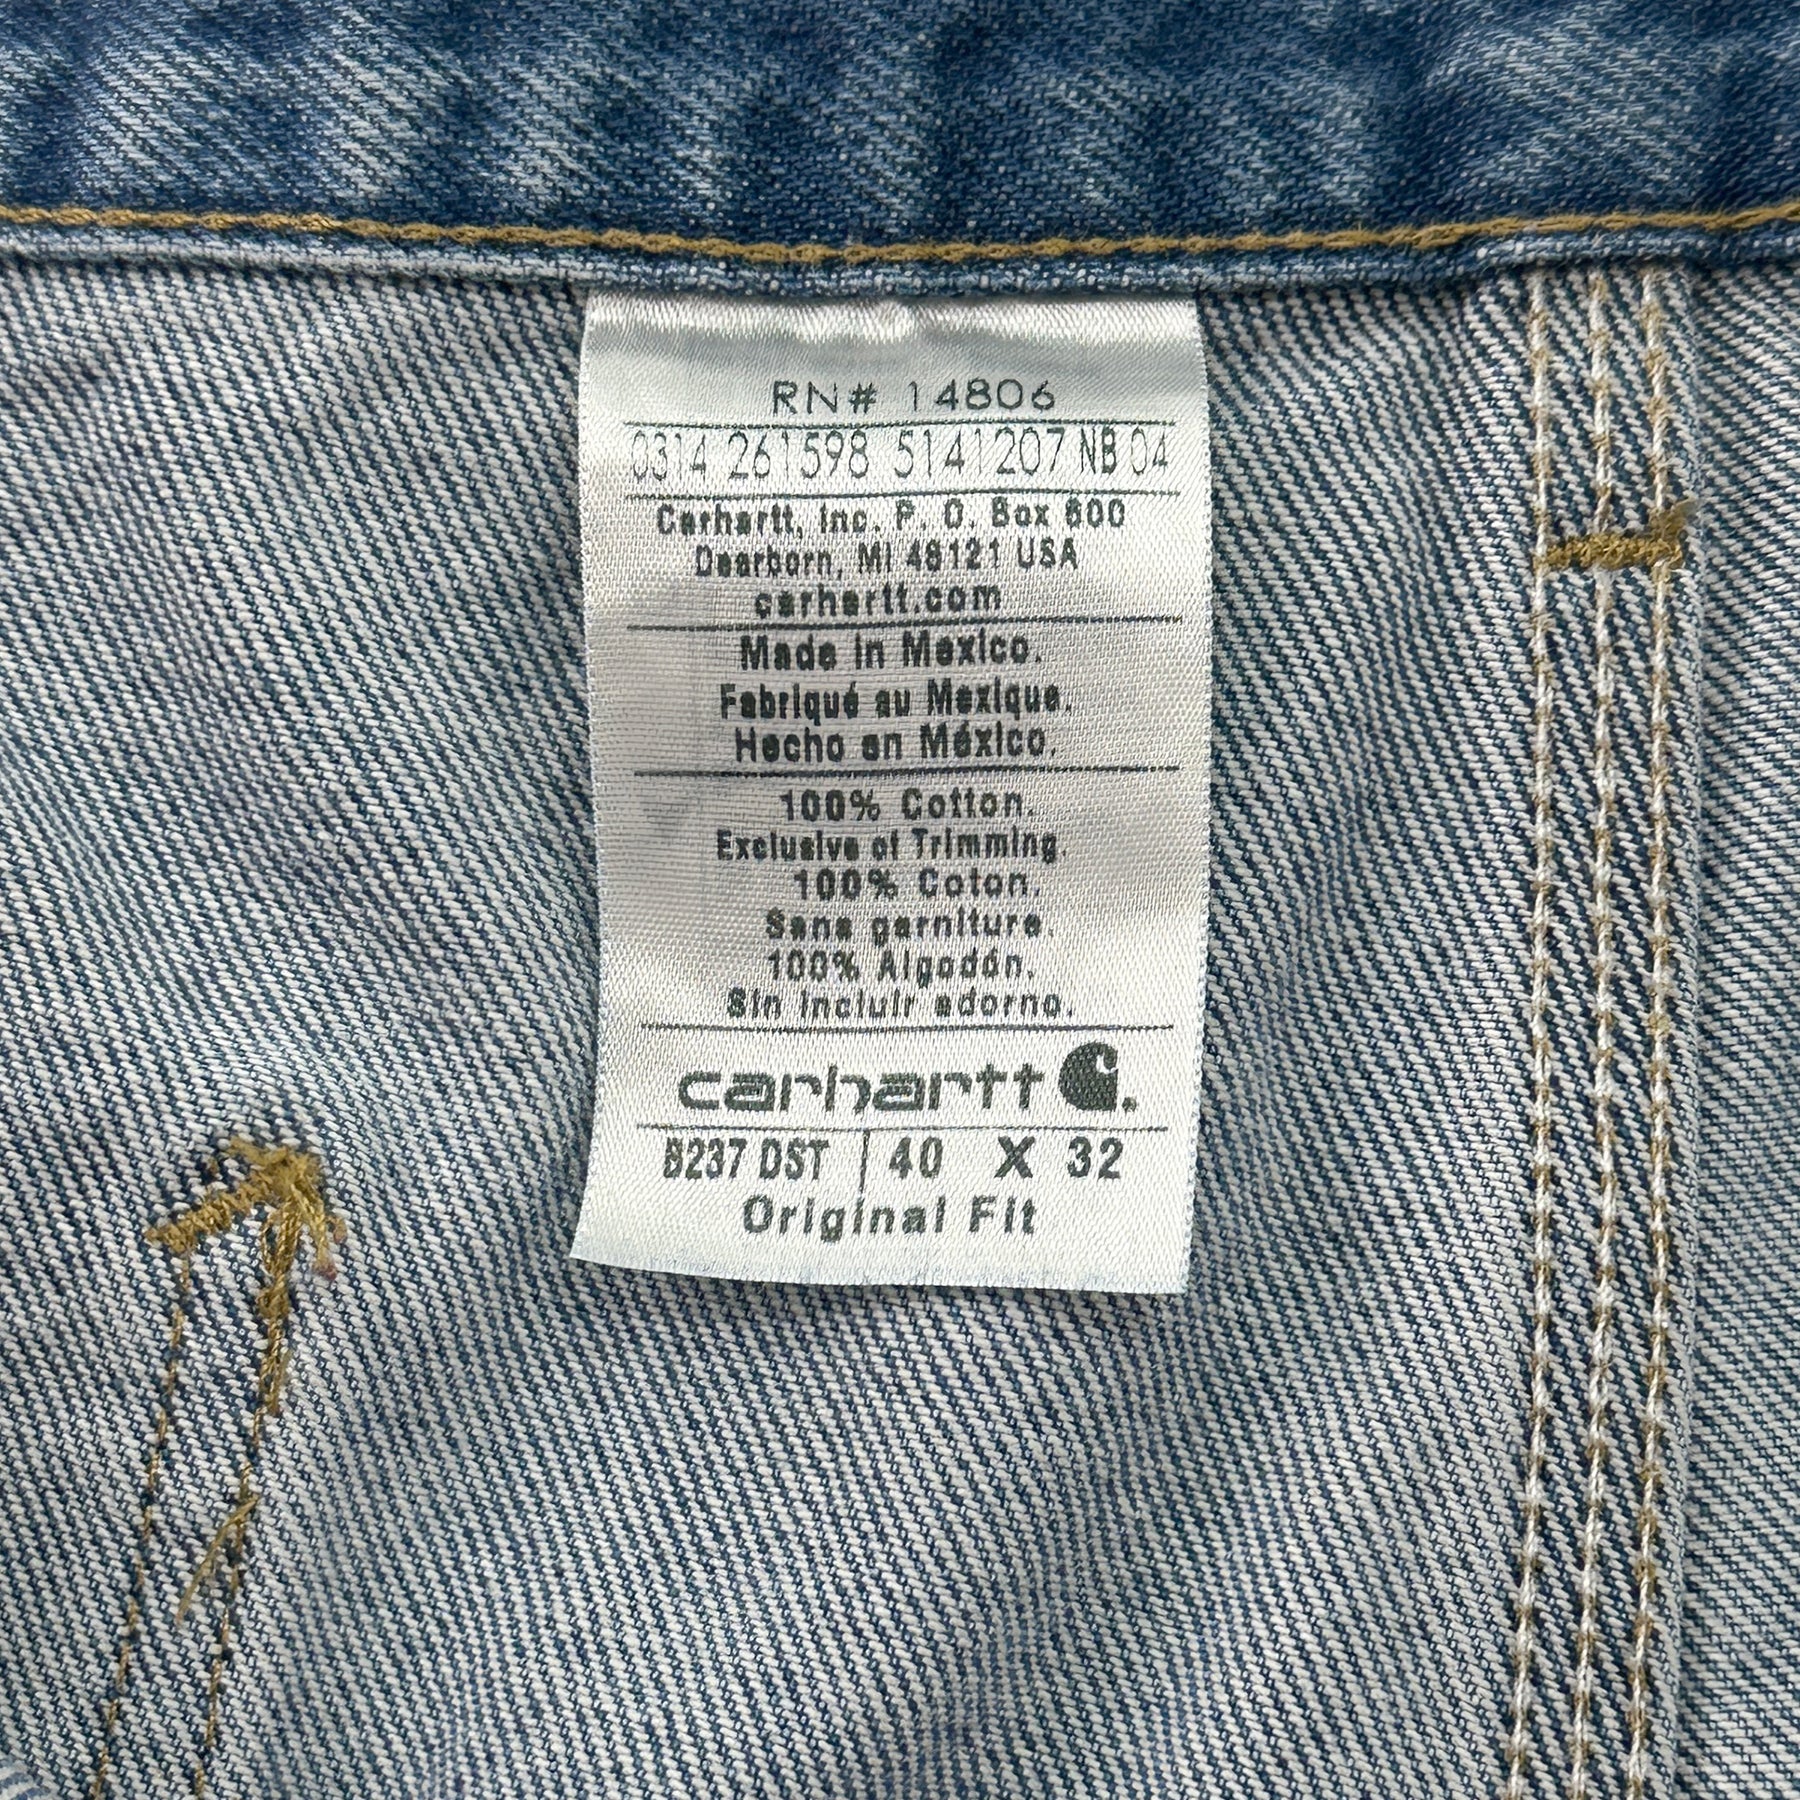 RN# 14806
0314 261598 5141207 NB 04
Carhartt, Inc. P. O. Box 600
Dearborn, MI 48121 USA
carhartt.com
Made in Mexico.
Fabriqué au Mexique.
Hecho en México.
100% Cotton.
Exclusive of Trimming.
100% Coton.
Sans garniture.
100% Algodón.
Sin incluir adorno.
carhartt
B237 DST 40 X 32
Original Fit